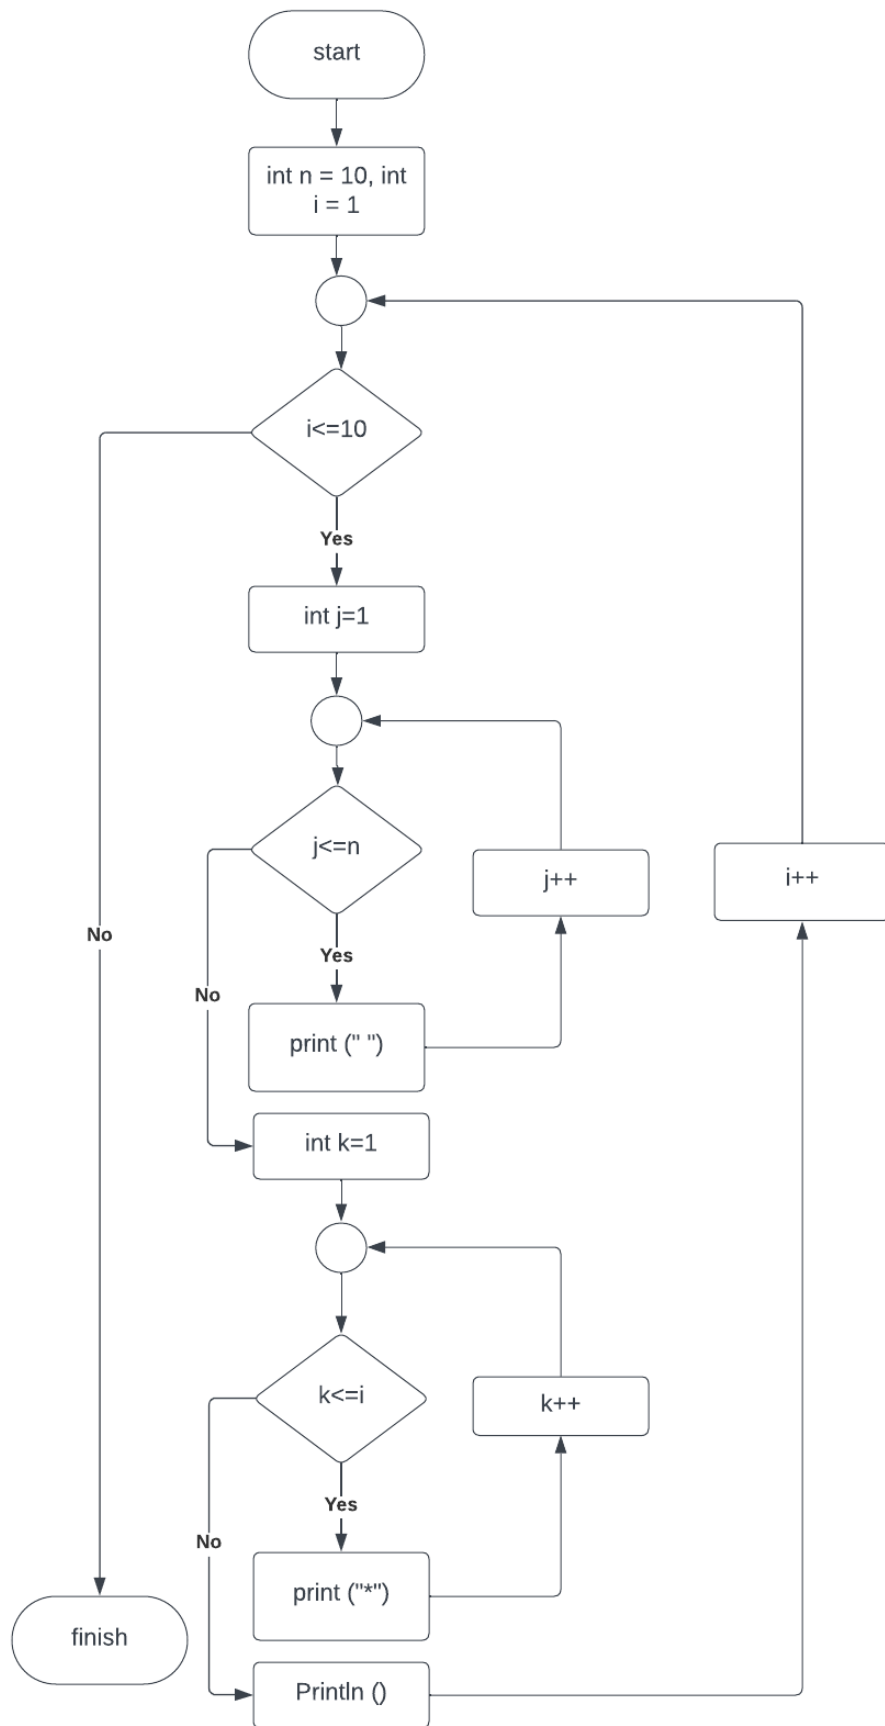 start
int n = 10, int
i = 1
i<=10
Yes
int j=1
j<=n
j++
i++
No
Yes
No
print (" ")
int k=1
k<=i
k++
Yes
No
print ("*")
finish
Println ()